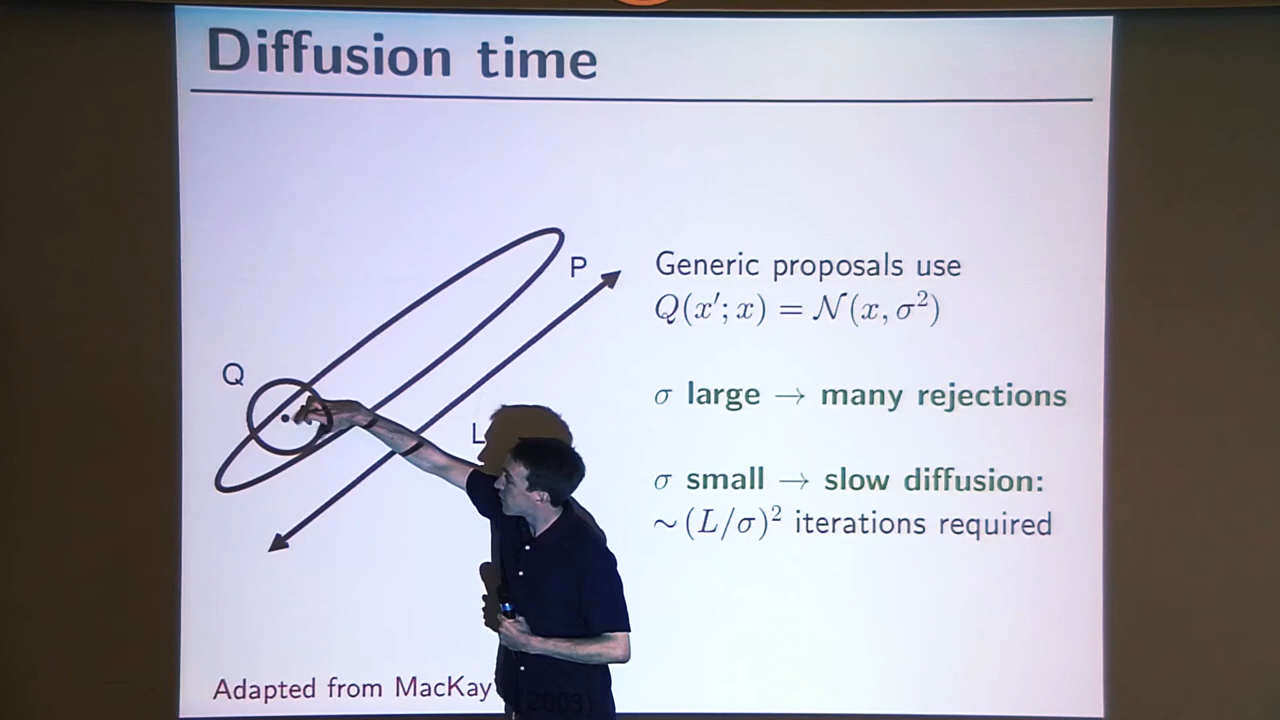 Diffusion time
P
Generic proposals use
Q(x′; x) = 𝒩(x, σ²)
Q
σ large → many rejections
L
σ small → slow diffusion:
∼ (L/σ)² iterations required
Adapted from MacKay (2003)